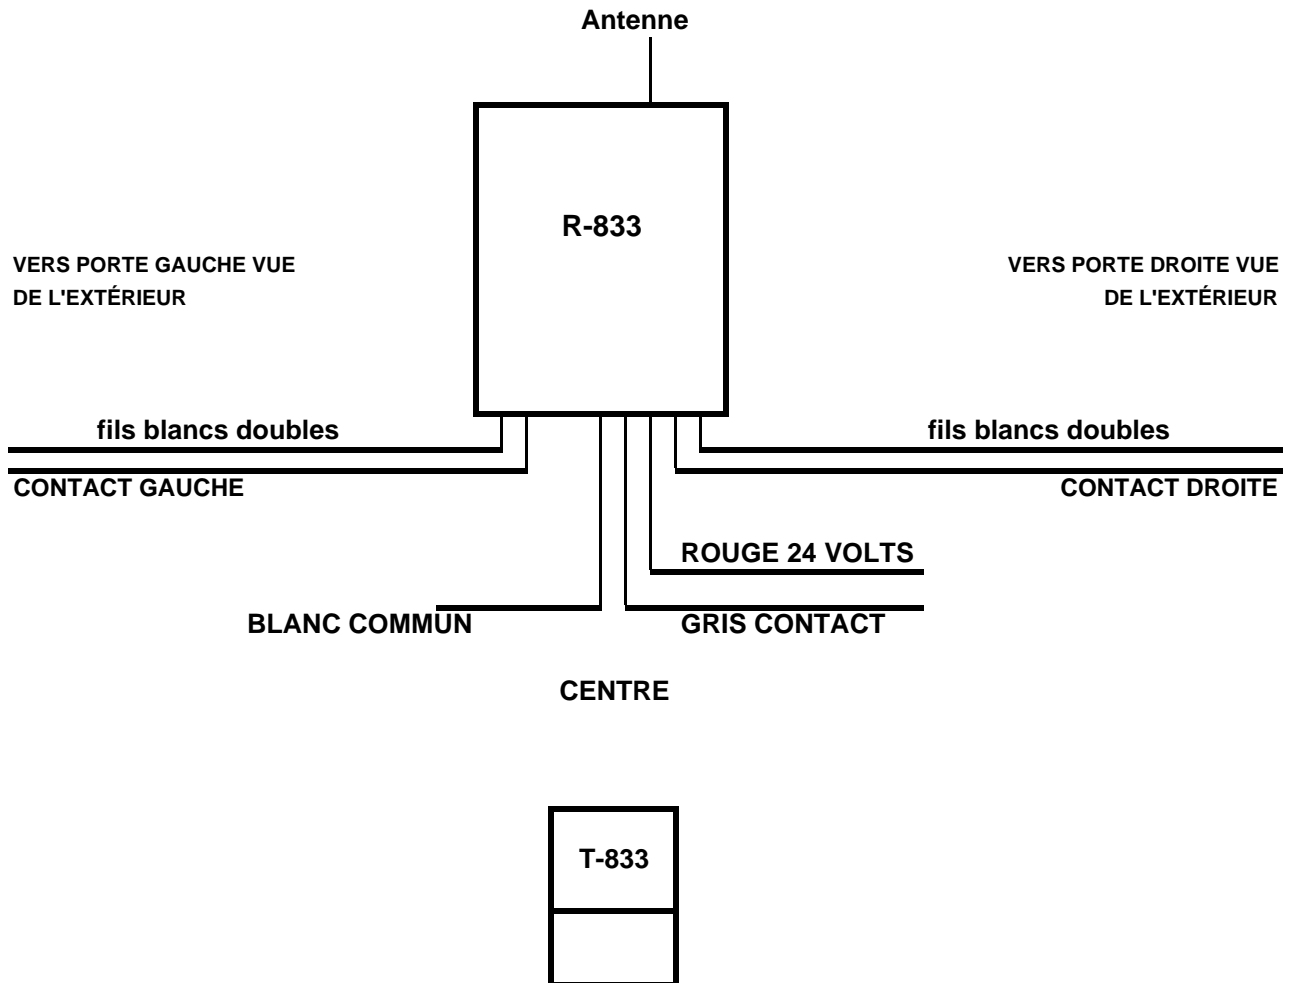 Antenne
R-833
VERS PORTE GAUCHE VUE
DE L'EXTÉRIEUR
VERS PORTE DROITE VUE
DE L'EXTÉRIEUR
fils blancs doubles
fils blancs doubles
CONTACT GAUCHE
CONTACT DROITE
ROUGE 24 VOLTS
BLANC COMMUN
GRIS CONTACT
CENTRE
T-833